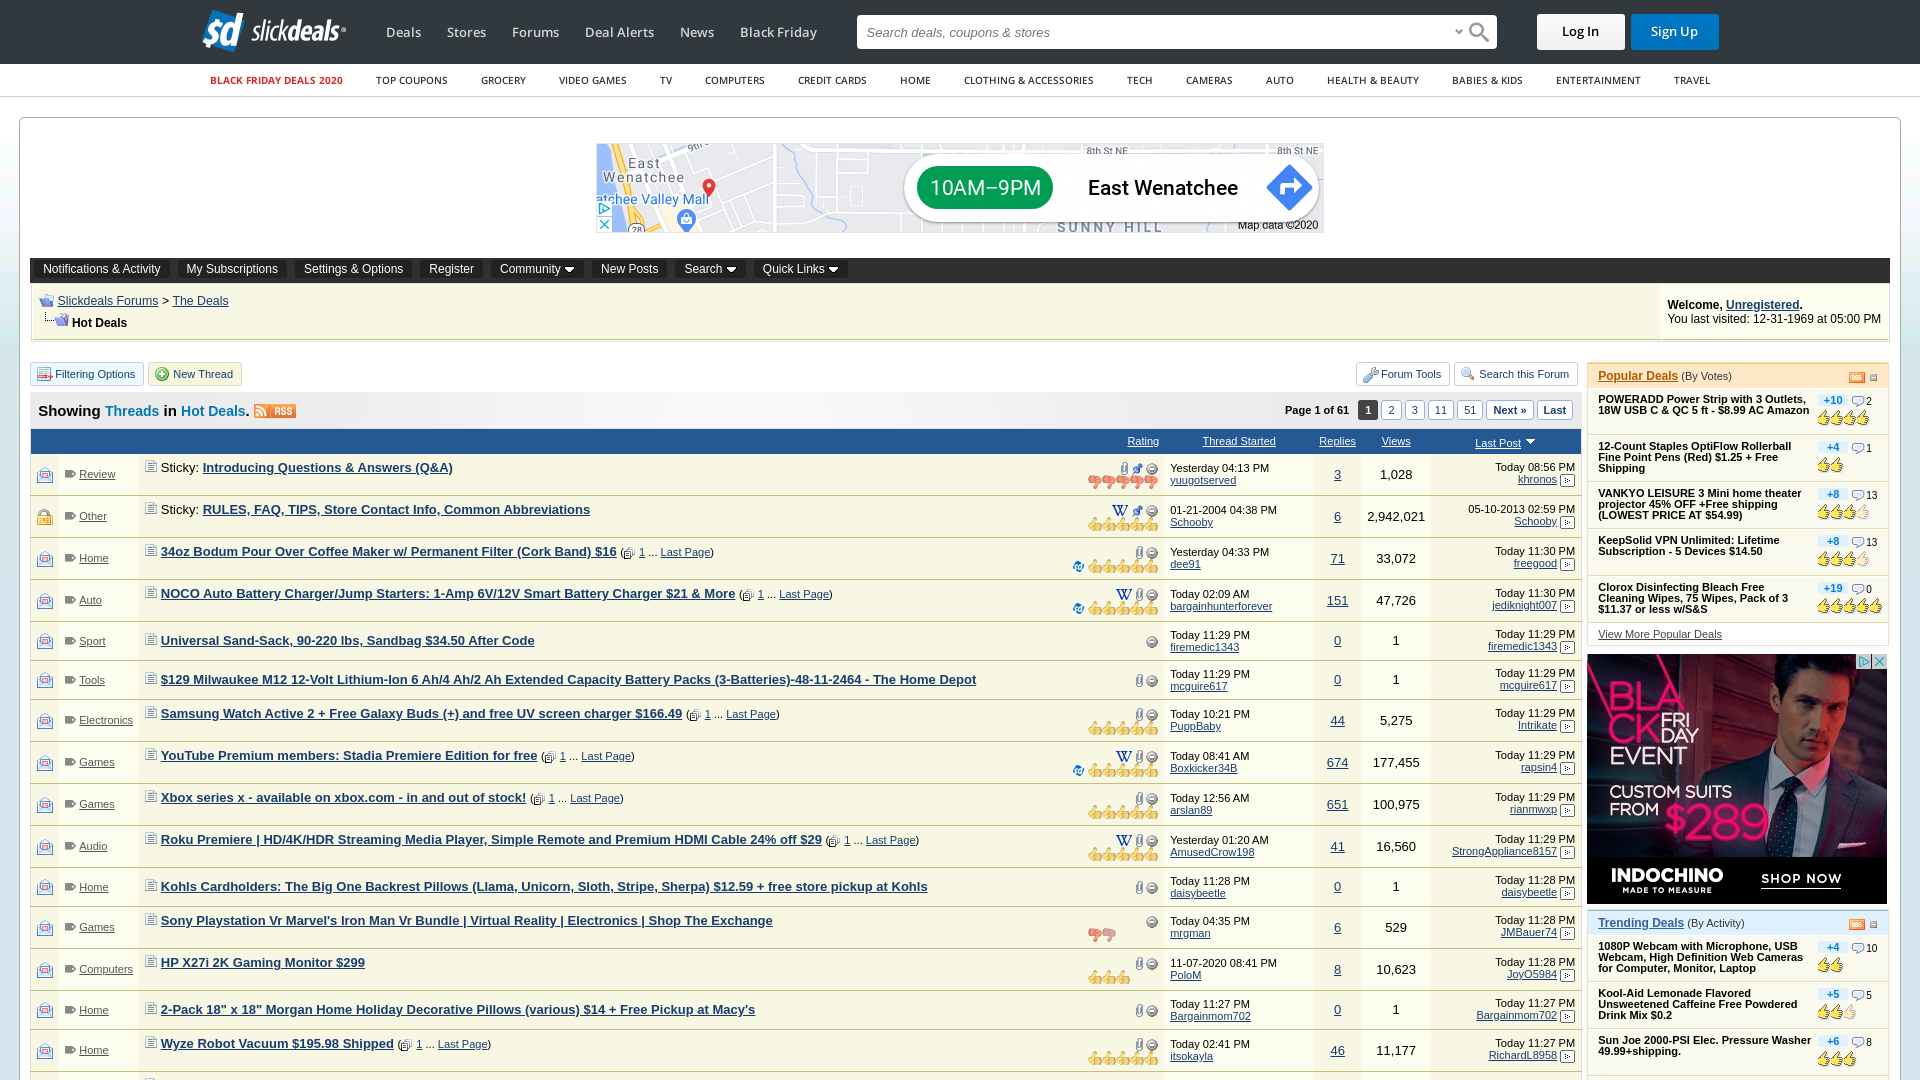 sd slickdeals
Deals Stores Forums Deal Alerts News Black Friday
Search deals, coupons & stores
Log In Sign Up
BLACK FRIDAY DEALS 2020 TOP COUPONS GROCERY VIDEO GAMES TV COMPUTERS CREDIT CARDS HOME CLOTHING & ACCESSORIES TECH CAMERAS AUTO HEALTH & BEAUTY BABIES & KIDS ENTERTAINMENT TRAVEL
East
Wenatchee
atchee Valley Mall
28
9th St
8th St NE 8th St NE
10AM–9PM East Wenatchee
SUNNY HILL
Map data ©2020
Notifications & Activity My Subscriptions Settings & Options Register Community New Posts Search Quick Links
Slickdeals Forums > The Deals
Hot Deals
Welcome, Unregistered.
You last visited: 12-31-1969 at 05:00 PM
Filtering Options New Thread Forum Tools Search this Forum
Showing Threads in Hot Deals. RSS
Page 1 of 61 1 2 3 11 51 Next » Last
Rating Thread Started Replies Views Last Post
Review Sticky: Introducing Questions & Answers (Q&A) Yesterday 04:13 PM yuugotserved 3 1,028 Today 08:56 PM khronos
Other Sticky: RULES, FAQ, TIPS, Store Contact Info, Common Abbreviations 01-21-2004 04:38 PM Schooby 6 2,942,021 05-10-2013 02:59 PM Schooby
Home 34oz Bodum Pour Over Coffee Maker w/ Permanent Filter (Cork Band) $16 ( 1 ... Last Page) Yesterday 04:33 PM dee91 71 33,072 Today 11:30 PM freegood
Auto NOCO Auto Battery Charger/Jump Starters: 1-Amp 6V/12V Smart Battery Charger $21 & More ( 1 ... Last Page) Today 02:09 AM bargainhunterforever 151 47,726 Today 11:30 PM jediknight007
Sport Universal Sand-Sack, 90-220 lbs, Sandbag $34.50 After Code Today 11:29 PM firemedic1343 0 1 Today 11:29 PM firemedic1343
Tools $129 Milwaukee M12 12-Volt Lithium-Ion 6 Ah/4 Ah/2 Ah Extended Capacity Battery Packs (3-Batteries)-48-11-2464 - The Home Depot Today 11:29 PM mcguire617 0 1 Today 11:29 PM mcguire617
Electronics Samsung Watch Active 2 + Free Galaxy Buds (+) and free UV screen charger $166.49 ( 1 ... Last Page) Today 10:21 PM PuppBaby 44 5,275 Today 11:29 PM Intrikate
Games YouTube Premium members: Stadia Premiere Edition for free ( 1 ... Last Page) Today 08:41 AM Boxkicker34B 674 177,455 Today 11:29 PM rapsin4
Games Xbox series x - available on xbox.com - in and out of stock! ( 1 ... Last Page) Today 12:56 AM arslan89 651 100,975 Today 11:29 PM rianmwxp
Audio Roku Premiere | HD/4K/HDR Streaming Media Player, Simple Remote and Premium HDMI Cable 24% off $29 ( 1 ... Last Page) Yesterday 01:20 AM AmusedCrow198 41 16,560 Today 11:29 PM StrongAppliance8157
Home Kohls Cardholders: The Big One Backrest Pillows (Llama, Unicorn, Sloth, Stripe, Sherpa) $12.59 + free store pickup at Kohls Today 11:28 PM daisybeetle 0 1 Today 11:28 PM daisybeetle
Games Sony Playstation Vr Marvel's Iron Man Vr Bundle | Virtual Reality | Electronics | Shop The Exchange Today 04:35 PM mrgman 6 529 Today 11:28 PM JMBauer74
Computers HP X27i 2K Gaming Monitor $299 11-07-2020 08:41 PM PoloM 8 10,623 Today 11:28 PM JoyO5984
Home 2-Pack 18" x 18" Morgan Home Holiday Decorative Pillows (various) $14 + Free Pickup at Macy's Today 11:27 PM Bargainmom702 0 1 Today 11:27 PM Bargainmom702
Home Wyze Robot Vacuum $195.98 Shipped ( 1 ... Last Page) Today 02:41 PM itsokayla 46 11,177 Today 11:27 PM RichardL8958
Popular Deals (By Votes)
POWERADD Power Strip with 3 Outlets, +10 2
18W USB C & QC 5 ft - $8.99 AC Amazon
12-Count Staples OptiFlow Rollerball +4 1
Fine Point Pens (Red) $1.25 + Free
Shipping
VANKYO LEISURE 3 Mini home theater +8 13
projector 45% OFF +Free shipping
(LOWEST PRICE AT $54.99)
KeepSolid VPN Unlimited: Lifetime +8 13
Subscription - 5 Devices $14.50
Clorox Disinfecting Bleach Free +19 0
Cleaning Wipes, 75 Wipes, Pack of 3
$11.37 or less w/S&S
View More Popular Deals
BLA
CK FRI
DAY
EVENT
CUSTOM SUITS
FROM $289
INDOCHINO
MADE TO MEASURE
SHOP NOW
Trending Deals (By Activity)
1080P Webcam with Microphone, USB +4 10
Webcam, High Definition Web Cameras
for Computer, Monitor, Laptop
Kool-Aid Lemonade Flavored +5 5
Unsweetened Caffeine Free Powdered
Drink Mix $0.2
Sun Joe 2000-PSI Elec. Pressure Washer +6 8
49.99+shipping.